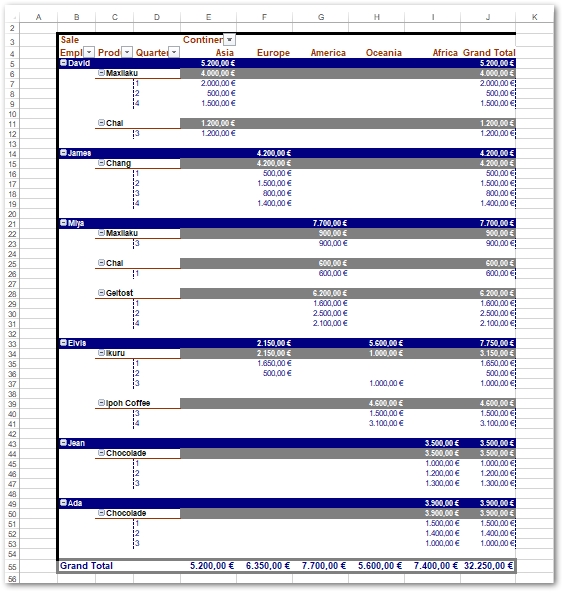 A B C D E F G H I J K
2
3 Sale Continer
4 Empl Prod Quarter Asia Europe America Oceania Africa Grand Total
5 David 5.200,00 € 5.200,00 €
6 Maxilaku 4.000,00 € 4.000,00 €
7 1 2.000,00 € 2.000,00 €
8 2 500,00 € 500,00 €
9 4 1.500,00 € 1.500,00 €
10
11 Chai 1.200,00 € 1.200,00 €
12 3 1.200,00 € 1.200,00 €
13
14 James 4.200,00 € 4.200,00 €
15 Chang 4.200,00 € 4.200,00 €
16 1 500,00 € 500,00 €
17 2 1.500,00 € 1.500,00 €
18 3 800,00 € 800,00 €
19 4 1.400,00 € 1.400,00 €
20
21 Miya 7.700,00 € 7.700,00 €
22 Maxilaku 900,00 € 900,00 €
23 3 900,00 € 900,00 €
24
25 Chai 600,00 € 600,00 €
26 1 600,00 € 600,00 €
27
28 Geitost 6.200,00 € 6.200,00 €
29 1 1.600,00 € 1.600,00 €
30 2 2.500,00 € 2.500,00 €
31 4 2.100,00 € 2.100,00 €
32
33 Elvis 2.150,00 € 5.600,00 € 7.750,00 €
34 Ikuru 2.150,00 € 1.000,00 € 3.150,00 €
35 1 1.650,00 € 1.650,00 €
36 2 500,00 € 500,00 €
37 3 1.000,00 € 1.000,00 €
38
39 Ipoh Coffee 4.600,00 € 4.600,00 €
40 3 1.500,00 € 1.500,00 €
41 4 3.100,00 € 3.100,00 €
42
43 Jean 3.500,00 € 3.500,00 €
44 Chocolade 3.500,00 € 3.500,00 €
45 1 1.000,00 € 1.000,00 €
46 2 1.200,00 € 1.200,00 €
47 3 1.300,00 € 1.300,00 €
48
49 Ada 3.900,00 € 3.900,00 €
50 Chocolade 3.900,00 € 3.900,00 €
51 1 1.500,00 € 1.500,00 €
52 2 1.400,00 € 1.400,00 €
53 3 1.000,00 € 1.000,00 €
54
55 Grand Total 5.200,00 € 6.350,00 € 7.700,00 € 5.600,00 € 7.400,00 € 32.250,00 €
56